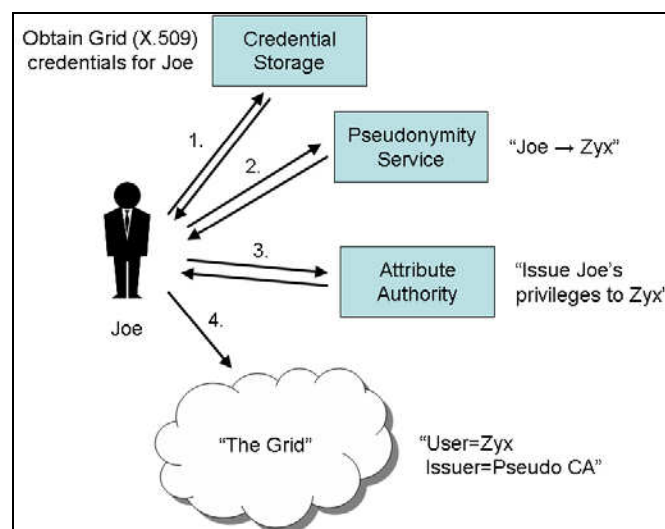 Obtain Grid (X.509)
credentials for Joe
Credential
Storage
1.
Pseudonymity
Service
"Joe → Zyx"
2.
3.
Attribute
Authority
"Issue Joe's
privileges to Zyx"
Joe
4.
"The Grid"
"User=Zyx
Issuer=Pseudo CA"